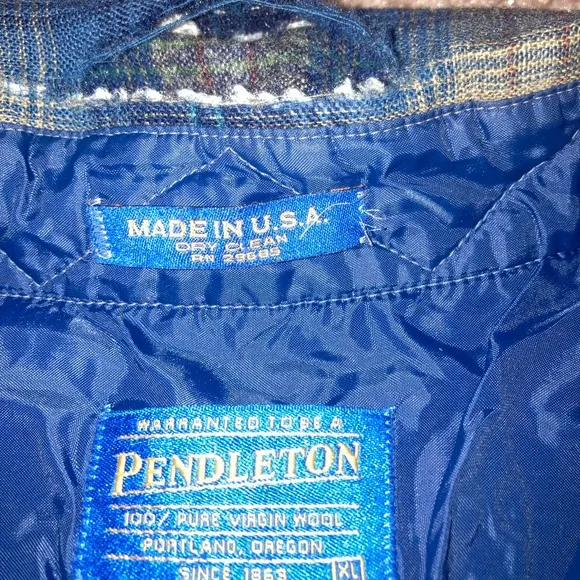 MADE IN U.S.A.
DRY CLEAN
RN 29685
WARRANTED TO BE A
PENDLETON
100% PURE VIRGIN WOOL
PORTLAND, OREGON
SINCE 1863 XL